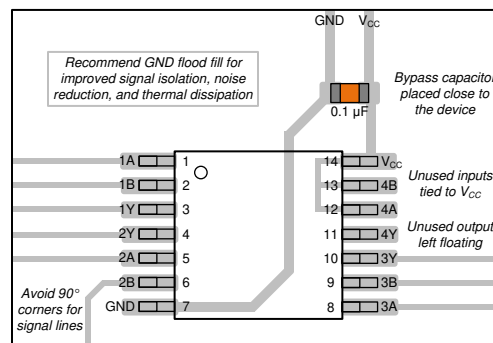 GND VCC
Recommend GND flood fill for
improved signal isolation, noise
reduction, and thermal dissipation
Bypass capacitor
placed close to
the device
0.1 µF
1A 1 14 VCC
1B 2 13 4B
1Y 3 12 4A
2Y 4 11 4Y
2A 5 10 3Y
2B 6 9 3B
GND 7 8 3A
Unused inputs
tied to VCC
Unused output
left floating
Avoid 90°
corners for
signal lines